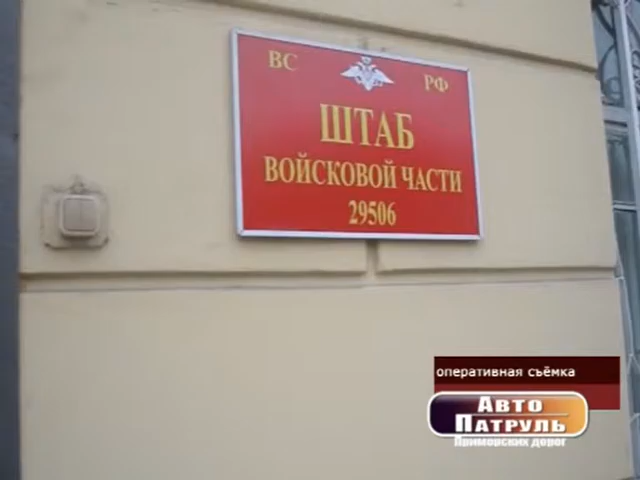 ВС РФ
ШТАБ
ВОЙСКОВОЙ ЧАСТИ
29506
оперативная съёмка
АВТО
ПАТРУЛЬ
Приморских дорог